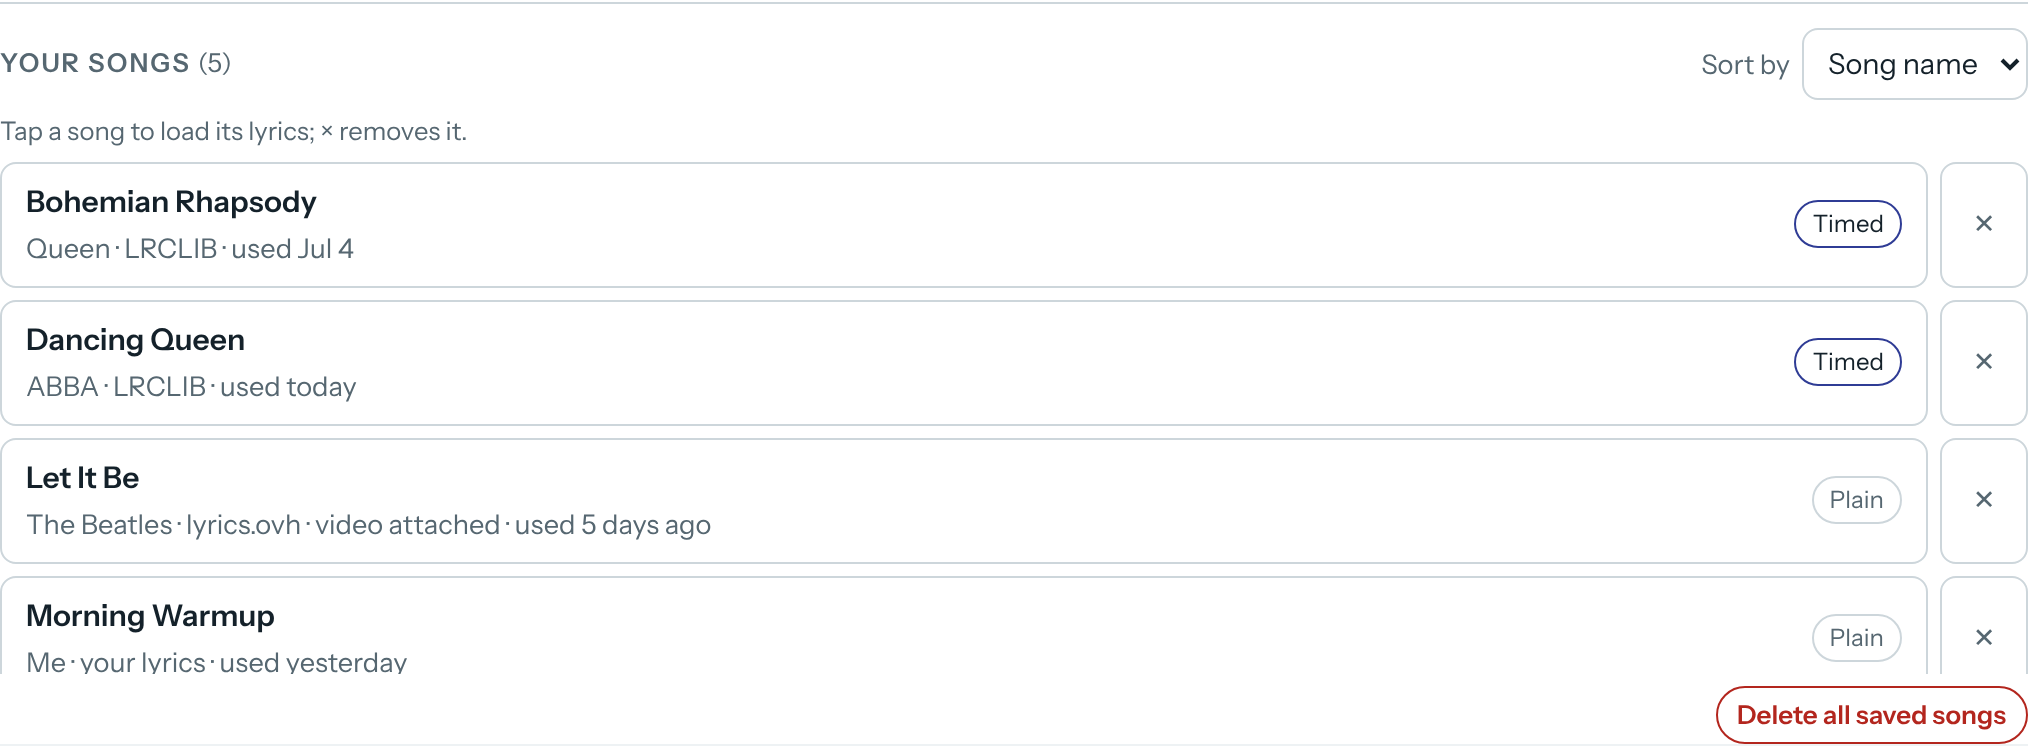 YOUR SONGS (5)
Sort by Song name
Tap a song to load its lyrics; × removes it.
Bohemian Rhapsody
Queen · LRCLIB · used Jul 4
Timed
×
Dancing Queen
ABBA · LRCLIB · used today
Timed
×
Let It Be
The Beatles · lyrics.ovh · video attached · used 5 days ago
Plain
×
Morning Warmup
Me · your lyrics · used yesterday
Plain
×
Delete all saved songs